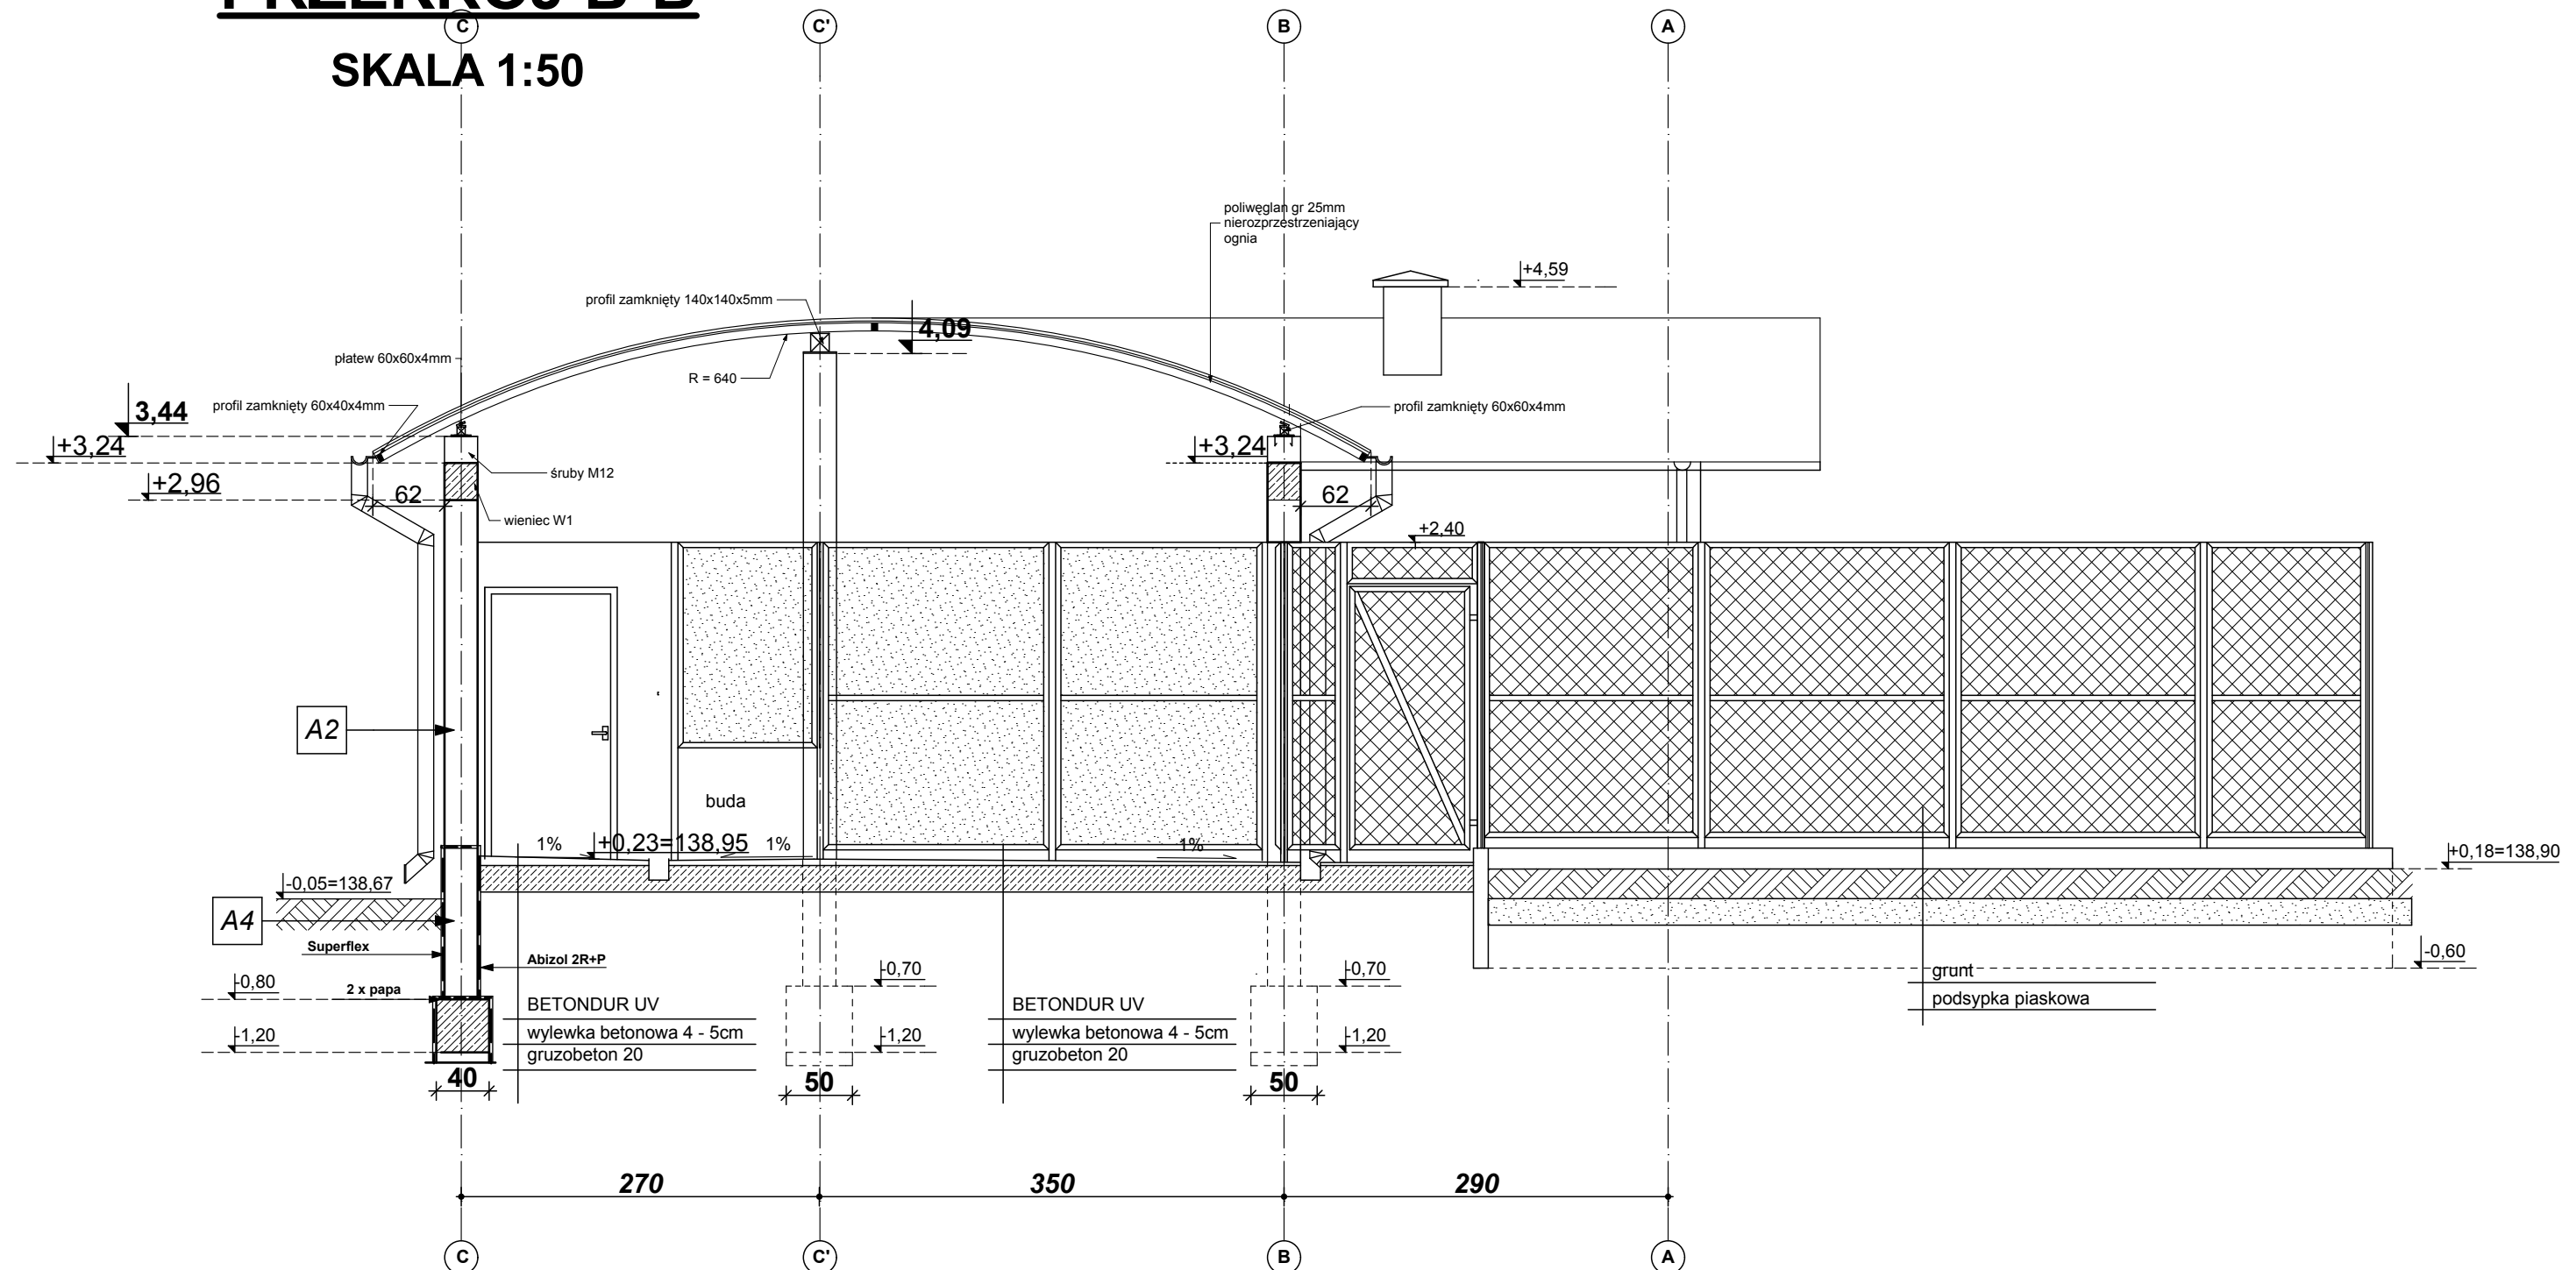 PRZEKRÓJ B-B
SKALA 1:50
C
C'
B
A
poliwęglan gr 25mm
nierozprzestrzeniający
ognia
+4,59
profil zamknięty 140x140x5mm
4,09
płatew 60x60x4mm
R = 640
3,44
profil zamknięty 60x40x4mm
profil zamknięty 60x60x4mm
+3,24
+3,24
śruby M12
+2,96
62
62
wieniec W1
+2,40
A2
buda
1%
+0,23=138,95
1%
1%
+0,18=138,90
-0,05=138,67
A4
Superflex
Abizol 2R+P
-0,70
-0,70
-0,60
grunt
podsypka piaskowa
-0,80
2 x papa
BETONDUR UV
wylewka betonowa 4 - 5cm
gruzobeton 20
BETONDUR UV
wylewka betonowa 4 - 5cm
gruzobeton 20
-1,20
-1,20
-1,20
40
50
50
270
350
290
C
C'
B
A